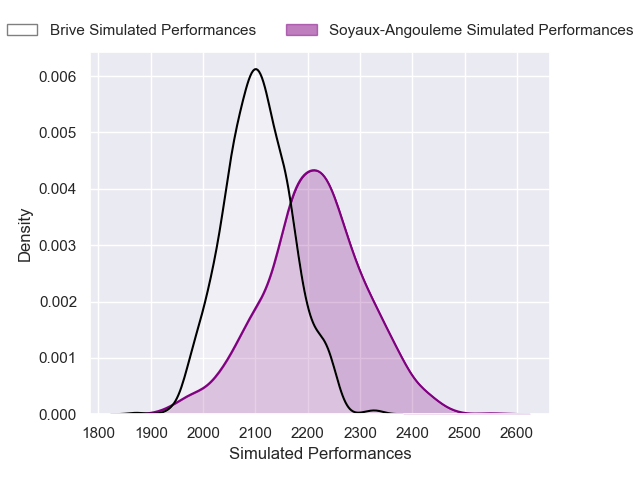 Brive Simulated Performances
Soyaux-Angouleme Simulated Performances
0.006
0.005
0.004
0.003
0.002
0.001
0.000
Density
1800 1900 2000 2100 2200 2300 2400 2500 2600
Simulated Performances